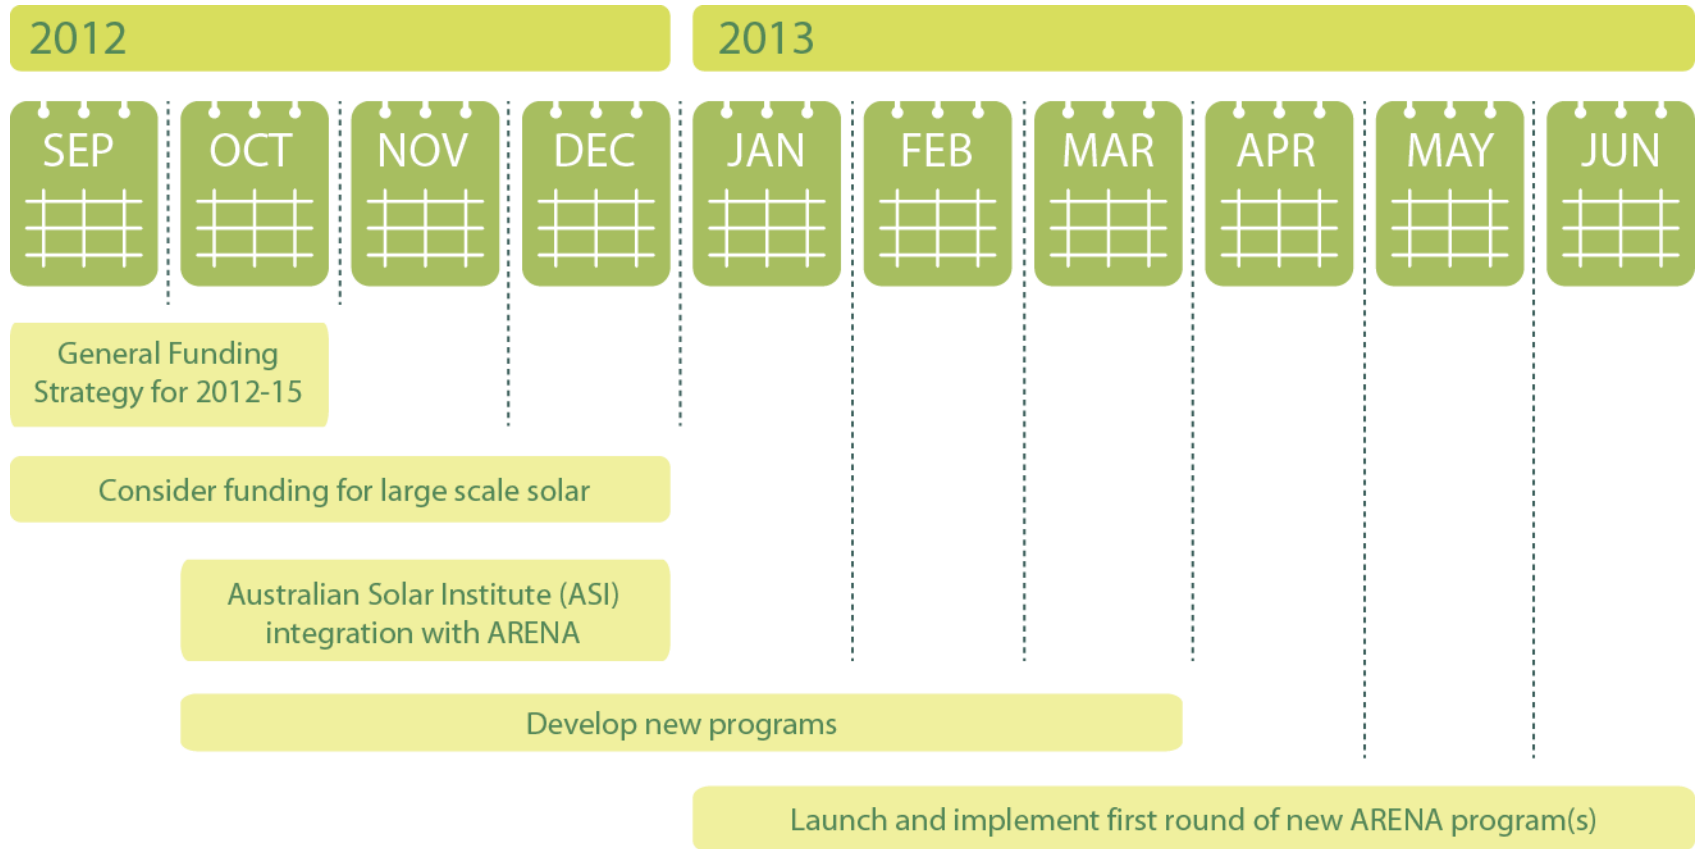 2012
2013
SEP
OCT
NOV
DEC
JAN
FEB
MAR
APR
MAY
JUN
General Funding
Strategy for 2012-15
Consider funding for large scale solar
Australian Solar Institute (ASI)
integration with ARENA
Develop new programs
Launch and implement first round of new ARENA program(s)